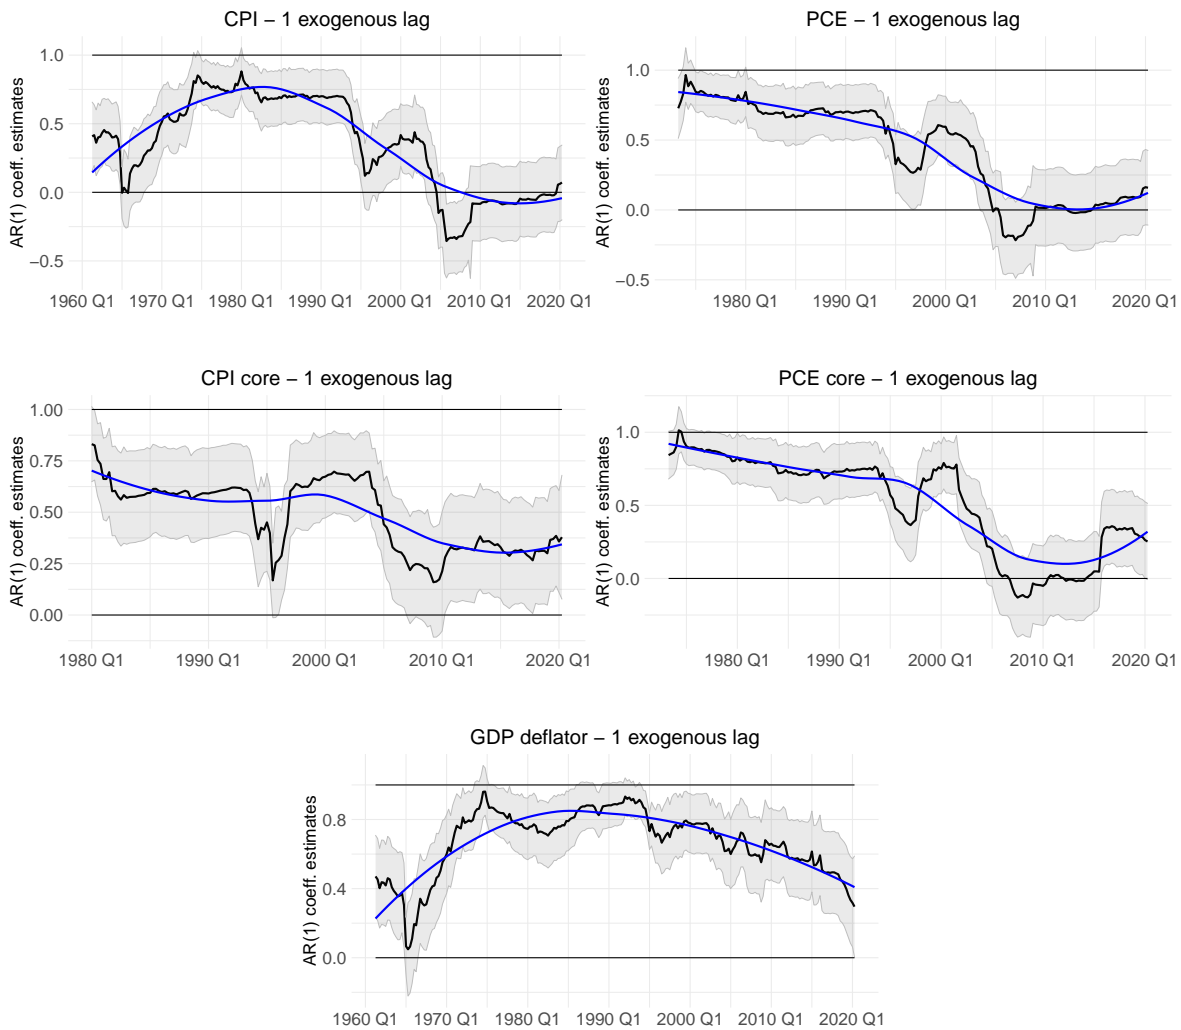 CPI − 1 exogenous lag
AR(1) coeff. estimates
1.0
0.5
0.0
−0.5
1960 Q1 1970 Q1 1980 Q1 1990 Q1 2000 Q1 2010 Q1 2020 Q1
PCE − 1 exogenous lag
AR(1) coeff. estimates
1.0
0.5
0.0
−0.5
1980 Q1 1990 Q1 2000 Q1 2010 Q1 2020 Q1
CPI core − 1 exogenous lag
AR(1) coeff. estimates
1.00
0.75
0.50
0.25
0.00
1980 Q1 1990 Q1 2000 Q1 2010 Q1 2020 Q1
PCE core − 1 exogenous lag
AR(1) coeff. estimates
1.0
0.5
0.0
1980 Q1 1990 Q1 2000 Q1 2010 Q1 2020 Q1
GDP deflator − 1 exogenous lag
AR(1) coeff. estimates
0.8
0.4
0.0
1960 Q1 1970 Q1 1980 Q1 1990 Q1 2000 Q1 2010 Q1 2020 Q1